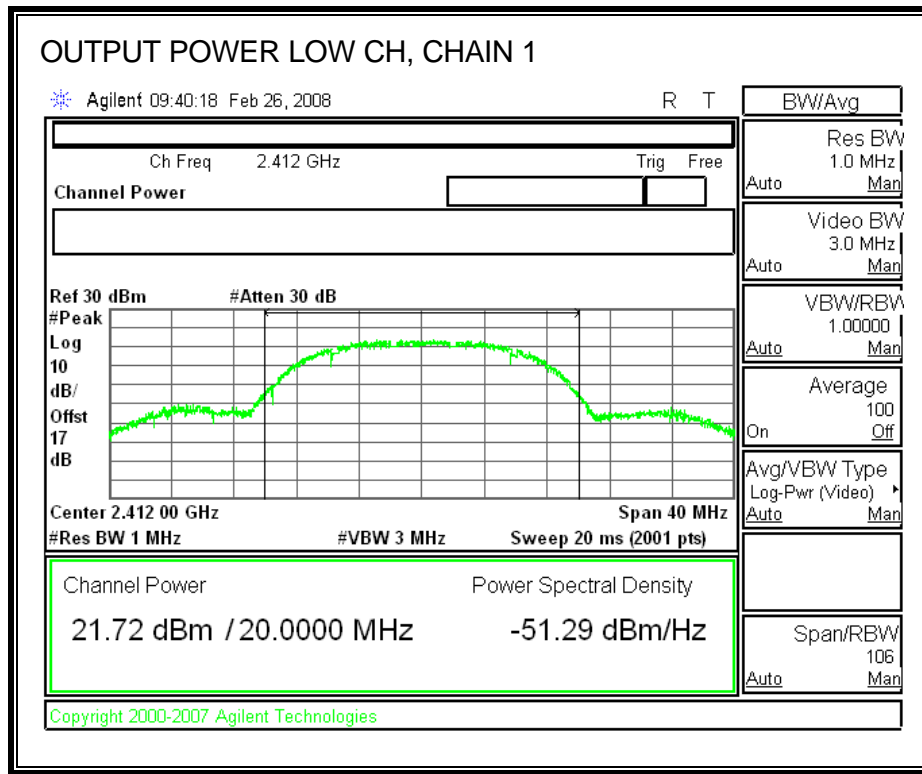 OUTPUT POWER LOW CH, CHAIN 1
Agilent 09:40:18 Feb 26, 2008 R T
BW/Avg
Ch Freq 2.412 GHz Trig Free
Channel Power
Res BW
1.0 MHz
Auto Man
Video BW
3.0 MHz
Auto Man
Ref 30 dBm #Atten 30 dB
#Peak
Log
10
dB/
Offst
17
dB
VBW/RBW
1.00000
Auto Man
Average
100
On Off
Avg/VBW Type
Log-Pwr (Video)
Auto Man
Center 2.412 00 GHz Span 40 MHz
#Res BW 1 MHz #VBW 3 MHz Sweep 20 ms (2001 pts)
Channel Power Power Spectral Density
21.72 dBm / 20.0000 MHz -51.29 dBm/Hz
Span/RBW
106
Auto Man
Copyright 2000-2007 Agilent Technologies